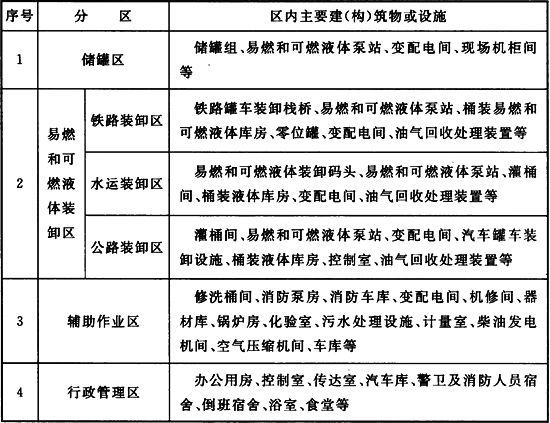 序号 分 区 区内主要建(构)筑物或设施
1 储罐区 储罐组、易燃和可燃液体泵站、变配电间、现场机柜间
等
2 易燃和可燃液体装卸区 铁路装卸区 铁路罐车装卸栈桥、易燃和可燃液体泵站、桶装易燃和
可燃液体库房、零位罐、变配电间、油气回收处理装置等
水运装卸区 易燃和可燃液体装卸码头、易燃和可燃液体泵站、灌桶
间、桶装液体库房、变配电间、油气回收处理装置等
公路装卸区 灌桶间、易燃和可燃液体泵站、变配电间、汽车罐车装
卸设施、桶装液体库房、控制室、油气回收处理装置等
3 辅助作业区 修洗桶间、消防泵房、消防车库、变配电间、机修间、器
材库、锅炉房、化验室、污水处理设施、计量室、柴油发电
机间、空气压缩机间、车库等
4 行政管理区 办公用房、控制室、传达室、汽车库、警卫及消防人员宿
舍、倒班宿舍、浴室、食堂等